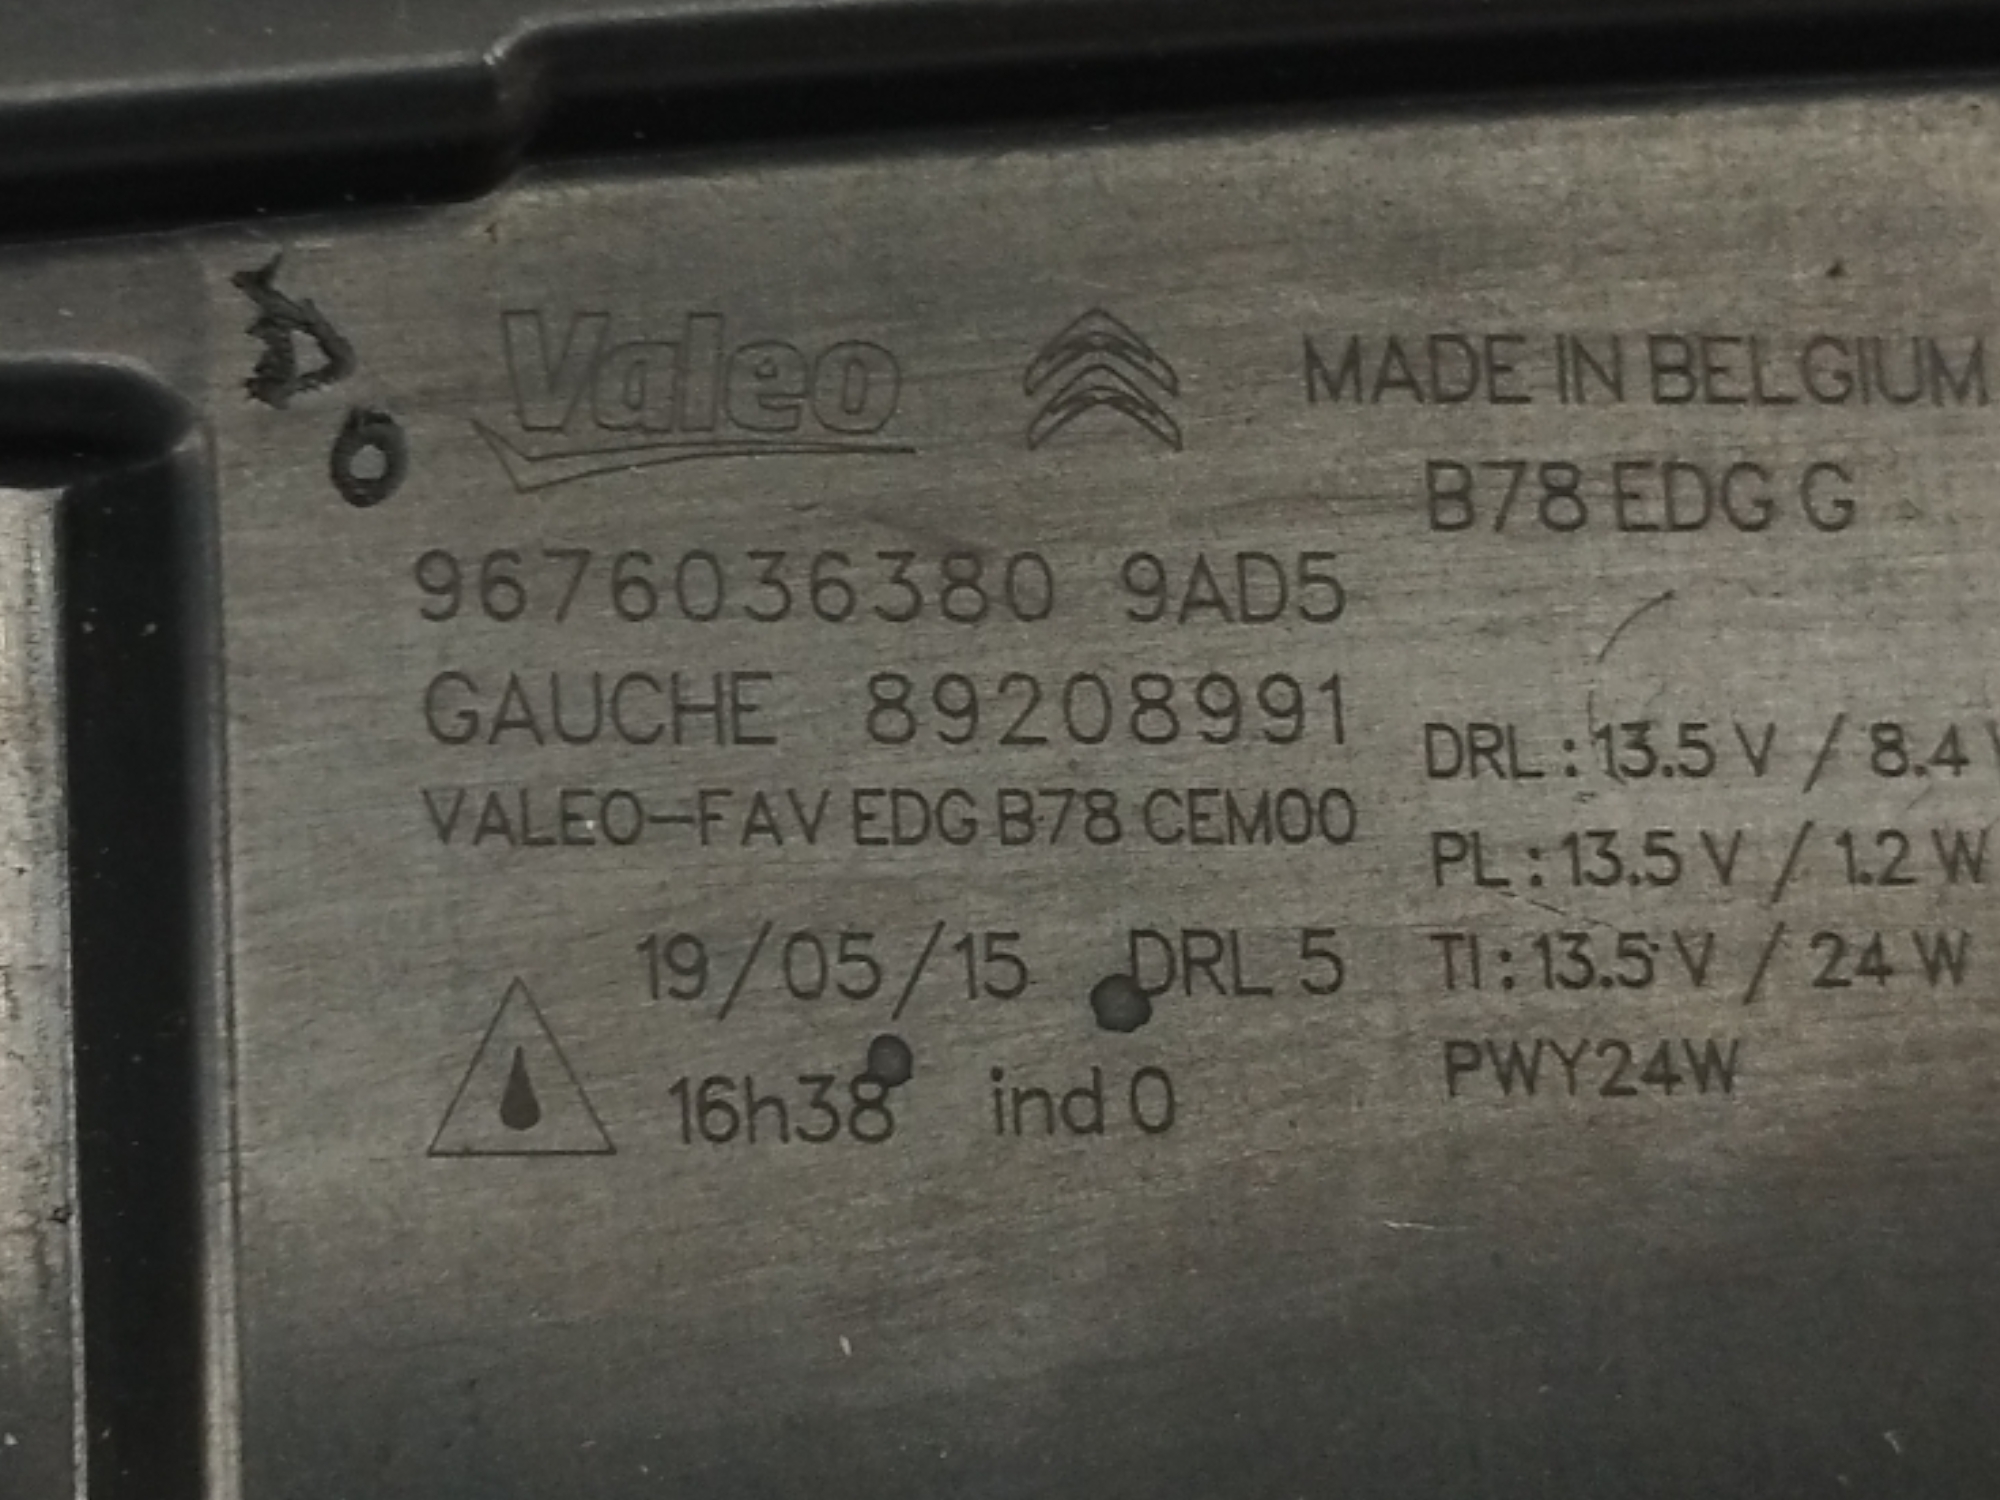 Valeo MADE IN BELGIUM
B78 EDG G
9676036380 9AD5
GAUCHE 89208991
DRL : 13.5 V / 8.4
VALEO-FAV EDG B78 CEM00
PL : 13.5 V / 1.2 W
19/05/15 DRL 5
TI : 13.5 V / 24 W
16h38 ind 0
PWY24W